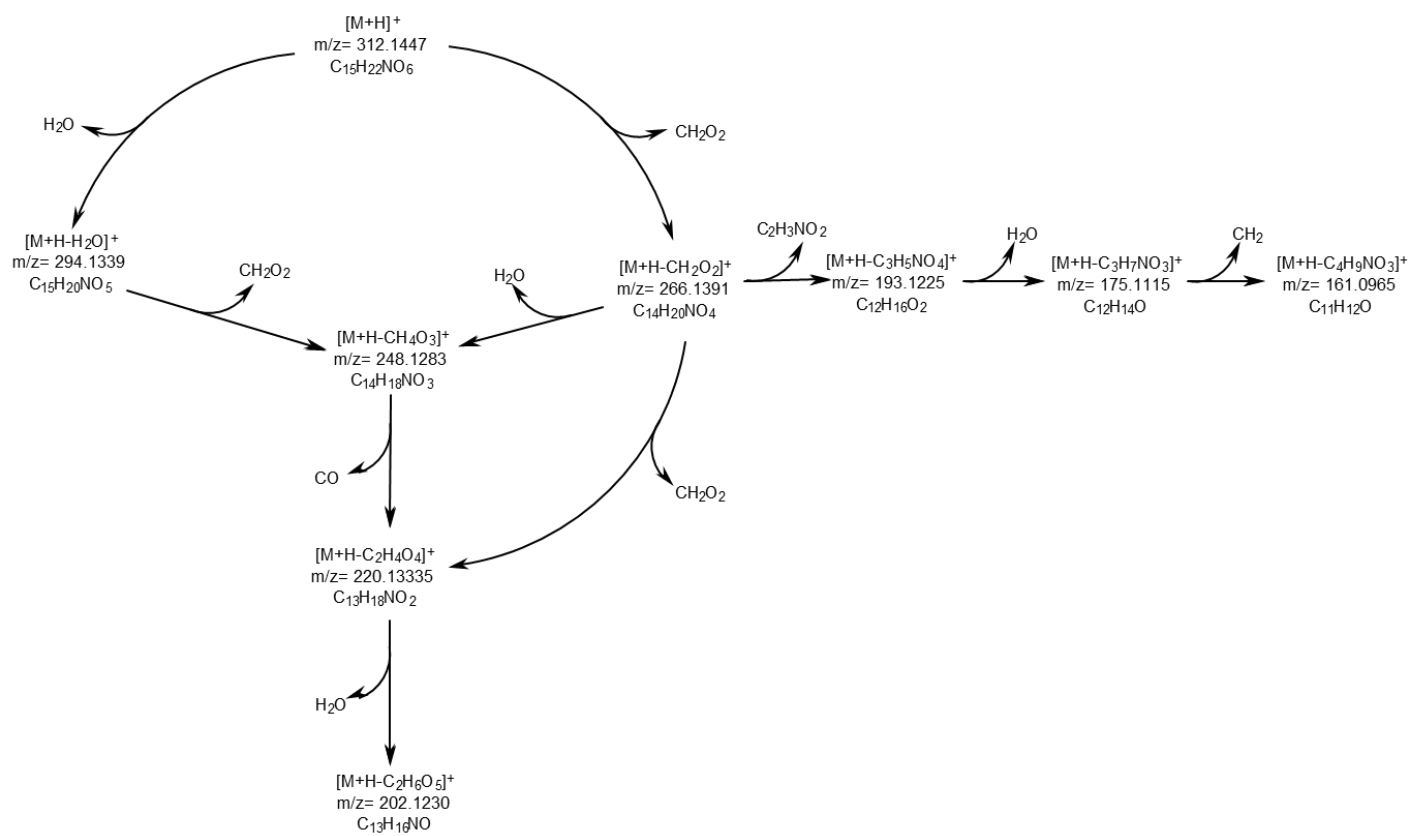 [M+H]⁺
m/z= 312.1447
C₁₅H₂₂NO₆
H₂O
CH₂O₂
[M+H-H₂O]⁺
m/z= 294.1339
C₁₅H₂₀NO₅
CH₂O₂
H₂O
[M+H-CH₂O₂]⁺
m/z= 266.1391
C₁₄H₂₀NO₄
C₂H₃NO₂
[M+H-C₃H₅NO₄]⁺
m/z= 193.1225
C₁₂H₁₆O₂
H₂O
[M+H-C₃H₇NO₃]⁺
m/z= 175.1115
C₁₂H₁₄O
CH₂
[M+H-C₄H₉NO₃]⁺
m/z= 161.0965
C₁₁H₁₂O
[M+H-CH₄O₃]⁺
m/z= 248.1283
C₁₄H₁₈NO₃
CO
CH₂O₂
[M+H-C₂H₄O₄]⁺
m/z= 220.13335
C₁₃H₁₈NO₂
H₂O
[M+H-C₂H₆O₅]⁺
m/z= 202.1230
C₁₃H₁₆NO